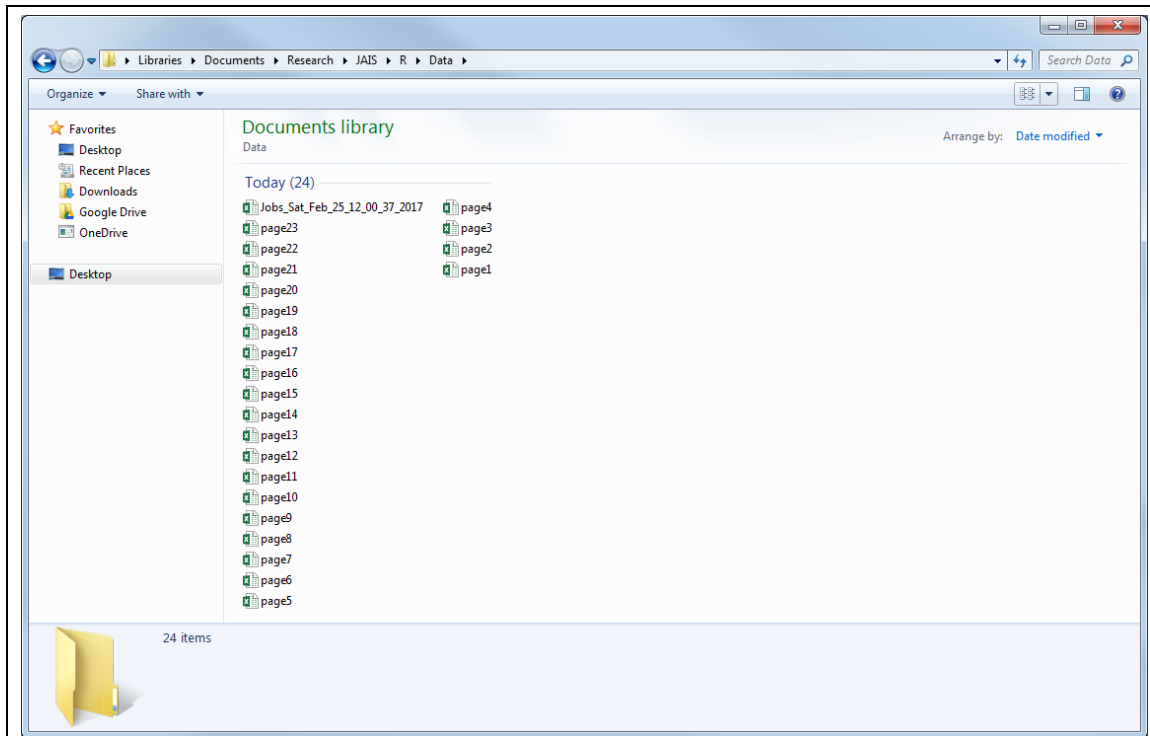 Libraries ▸ Documents ▸ Research ▸ JAIS ▸ R ▸ Data ▸
Search Data
Organize
Share with
Favorites
Desktop
Recent Places
Downloads
Google Drive
OneDrive
Desktop
Documents library
Data
Arrange by: Date modified
Today (24)
Jobs_Sat_Feb_25_12_00_37_2017
page23
page22
page21
page20
page19
page18
page17
page16
page15
page14
page13
page12
page11
page10
page9
page8
page7
page6
page5
page4
page3
page2
page1
24 items